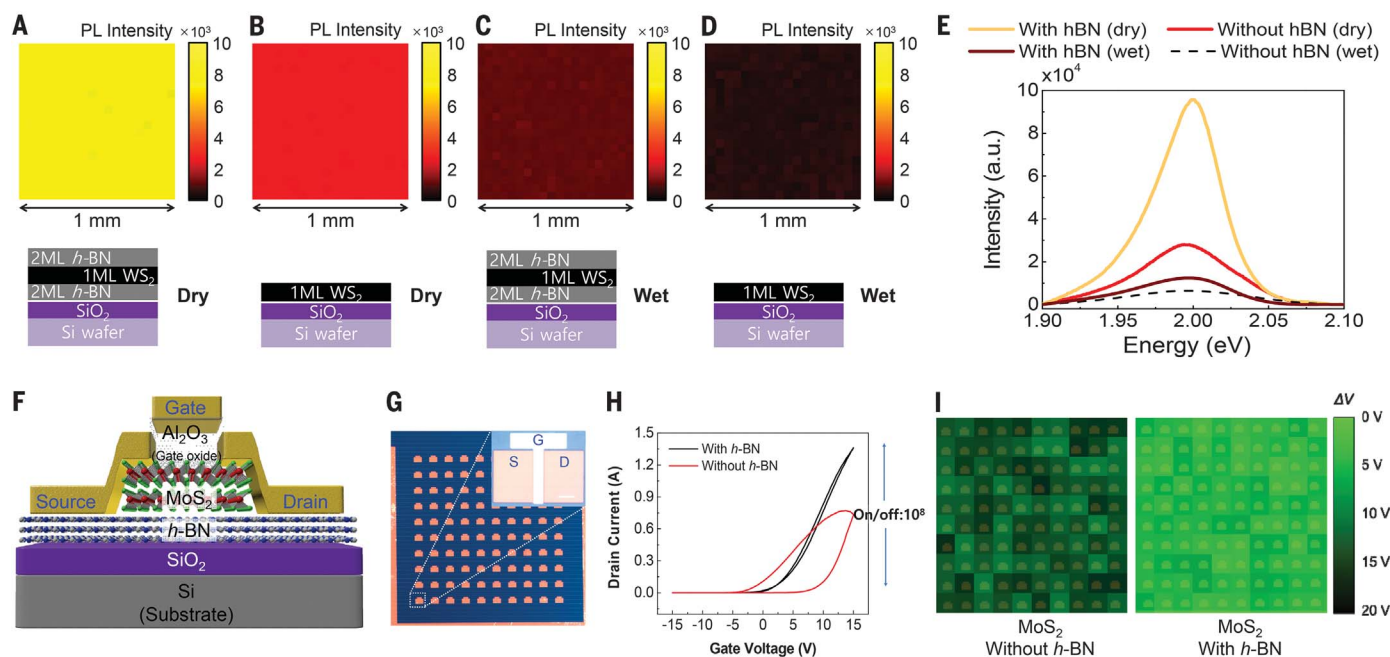 A
PL Intensity ×10³
10
8
6
4
2
0
1 mm
2ML h-BN
1ML WS₂
2ML h-BN
SiO₂
Si wafer
Dry
B
PL Intensity ×10³
10
8
6
4
2
0
1 mm
1ML WS₂
SiO₂
Si wafer
Dry
C
PL Intensity ×10³
10
8
6
4
2
0
1 mm
2ML h-BN
1ML WS₂
2ML h-BN
SiO₂
Si wafer
Wet
D
PL Intensity ×10³
10
8
6
4
2
0
1 mm
1ML WS₂
SiO₂
Si wafer
Wet
E
With hBN (dry) Without hBN (dry)
With hBN (wet) Without hBN (wet)
×10⁴
10
8
6
4
2
0
Intensity (a.u.)
1.90 1.95 2.00 2.05 2.10
Energy (eV)
F
Gate
Al₂O₃
(Gate oxide)
MoS₂
Source Drain
h-BN
SiO₂
Si
(Substrate)
G
G
S D
H
1.5
1.2
0.9
0.6
0.3
0.0
Drain Current (A)
With h-BN
Without h-BN
On/off:10⁸
-15 -10 -5 0 5 10 15
Gate Voltage (V)
I
ΔV
0 V
5 V
10 V
15 V
20 V
MoS₂
Without h-BN
MoS₂
With h-BN